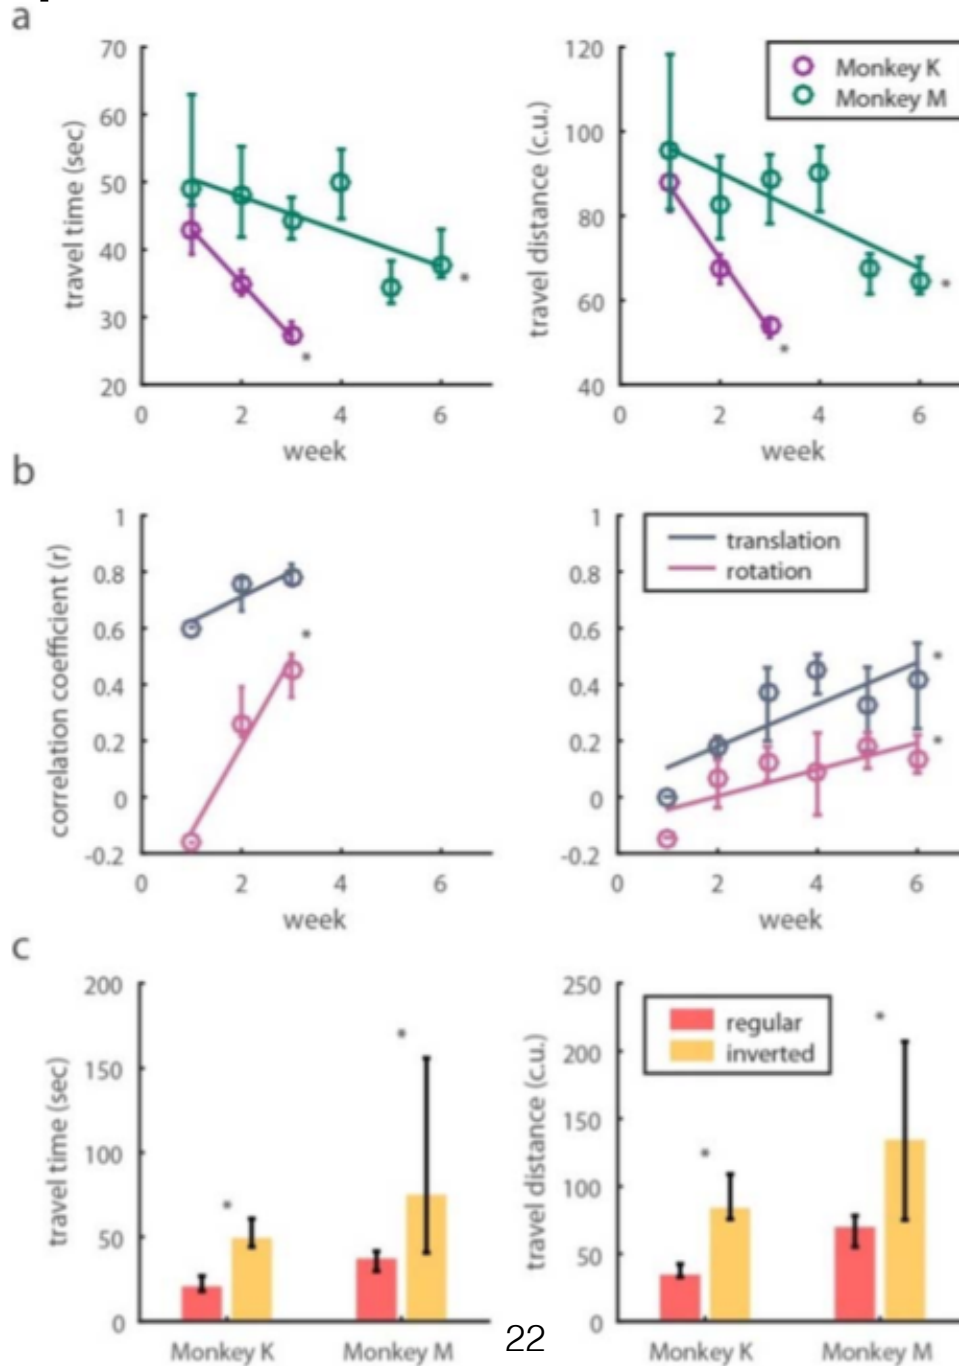 a
travel time (sec)
70
60
50
40
30
20
0 2 4 6
week
*
*
travel distance (c.u.)
120
100
80
60
40
0 2 4 6
week
Monkey K
Monkey M
*
*
b
correlation coefficient (r)
1
0.8
0.6
0.4
0.2
0
-0.2
0 2 4 6
week
*
1
0.8
0.6
0.4
0.2
0
-0.2
0 2 4 6
week
translation
rotation
*
*
c
travel time (sec)
200
150
100
50
0
Monkey K Monkey M
*
*
travel distance (c.u.)
250
200
150
100
50
0
Monkey K Monkey M
regular
inverted
*
*
22